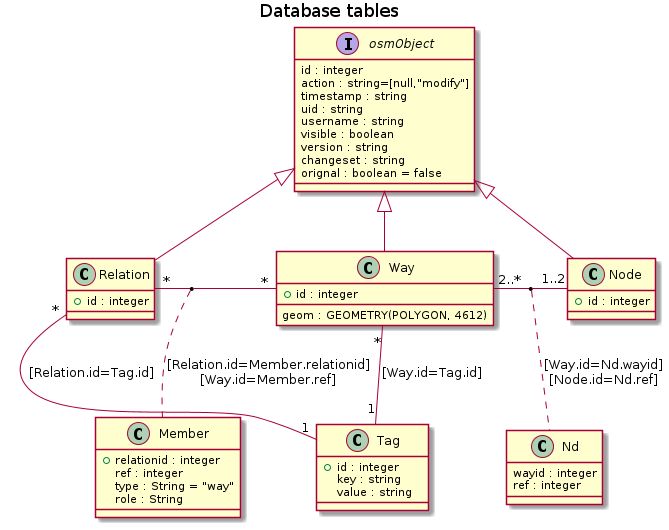 Database tables
I osmObject
id : integer
action : string=[null,"modify"]
timestamp : string
uid : string
username : string
visible : boolean
version : string
changeset : string
orignal : boolean = false
C Relation
id : integer
*
*
C Way
id : integer
geom : GEOMETRY(POLYGON, 4612)
2..*
1..2
C Node
id : integer
*
*
[Relation.id=Tag.id]
[Relation.id=Member.relationid]
[Way.id=Member.ref]
[Way.id=Tag.id]
[Way.id=Nd.wayid]
[Node.id=Nd.ref]
1
1
C Member
relationid : integer
ref : integer
type : String = "way"
role : String
C Tag
id : integer
key : string
value : string
C Nd
wayid : integer
ref : integer